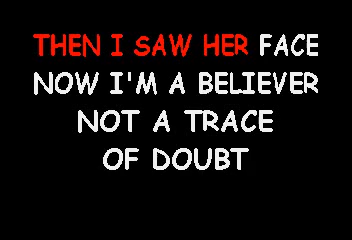 THEN I SAW HER FACE
NOW I'M A BELIEVER
NOT A TRACE
OF DOUBT